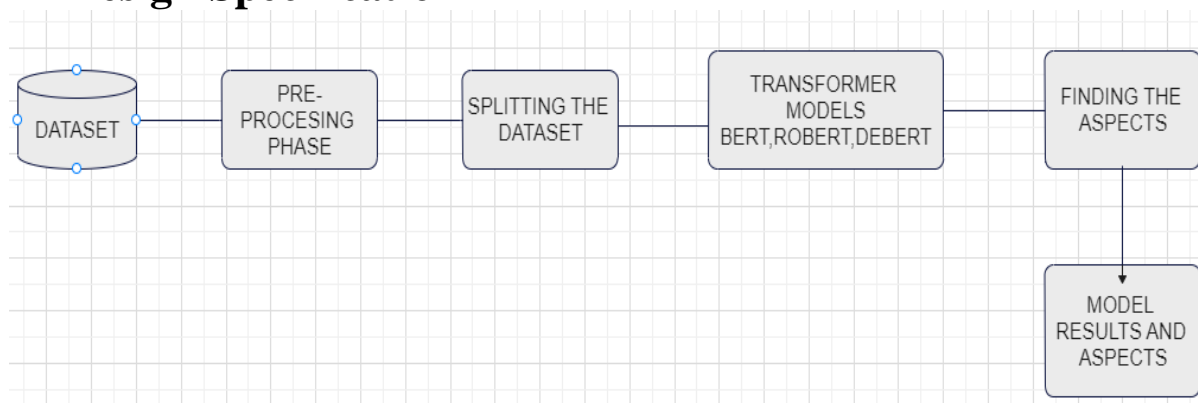 DATASET
PRE-
PROCESING
PHASE
SPLITTING THE
DATASET
TRANSFORMER
MODELS
BERT,ROBERT,DEBERT
FINDING THE
ASPECTS
MODEL
RESULTS AND
ASPECTS